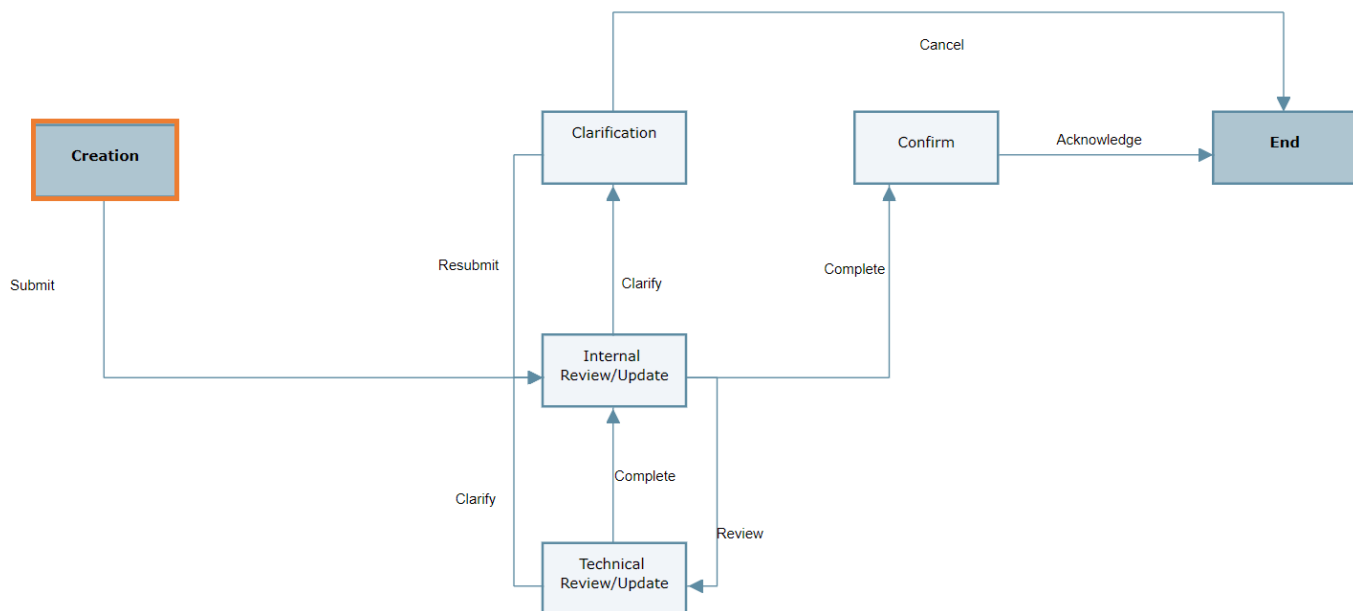 Cancel
Clarification
Creation
Confirm
Acknowledge
End
Resubmit
Complete
Submit
Clarify
Internal
Review/Update
Complete
Clarify
Review
Technical
Review/Update